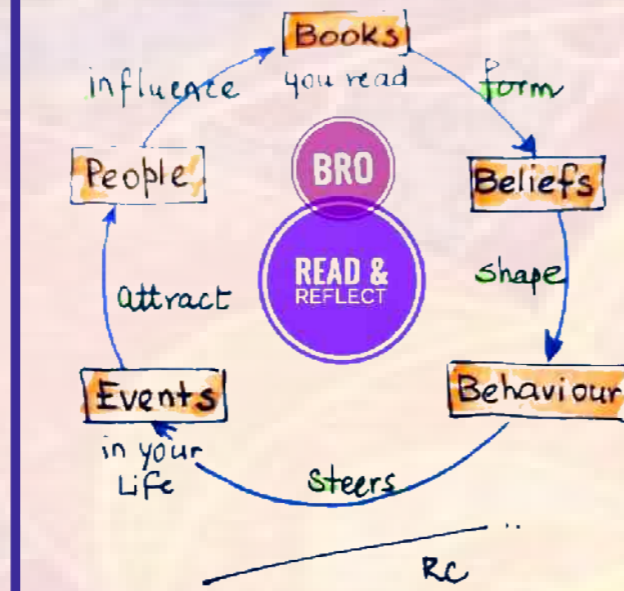 Books
you read
form
Beliefs
shape
Behaviour
steers
Events
in your
Life
attract
People
influence
BRO
READ &
REFLECT
RC